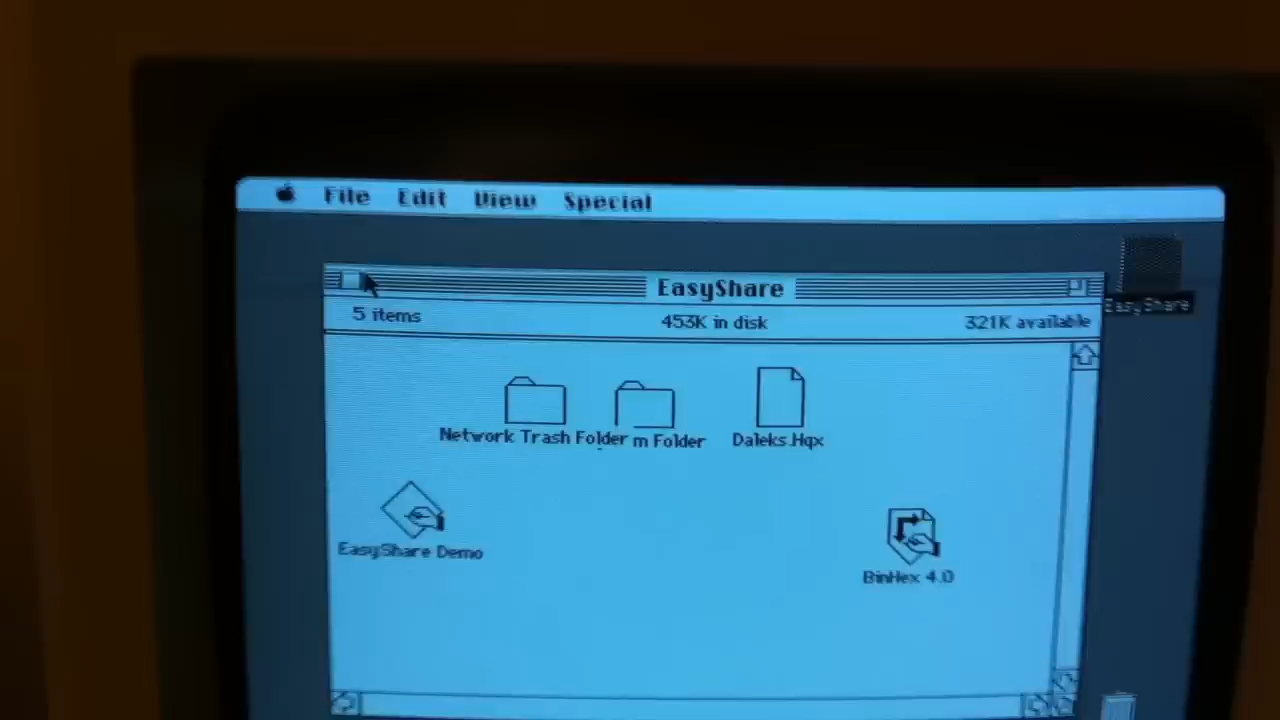 File Edit View Special
EasyShare
5 items 453K in disk 321K available
EasyShare
Network Trash Folder m Folder Daleks.Hqx
EasyShare Demo
BinHex 4.0